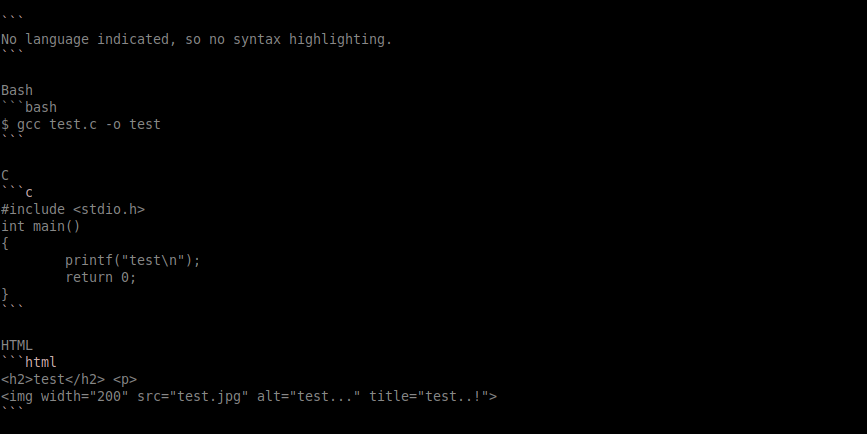 ```
No language indicated, so no syntax highlighting.
```

Bash
```bash
$ gcc test.c -o test
```

C
```c
#include <stdio.h>
int main()
{
        printf("test\n");
        return 0;
}
```

HTML
```html
<h2>test</h2> <p>
<img width="200" src="test.jpg" alt="test..." title="test..!">
```